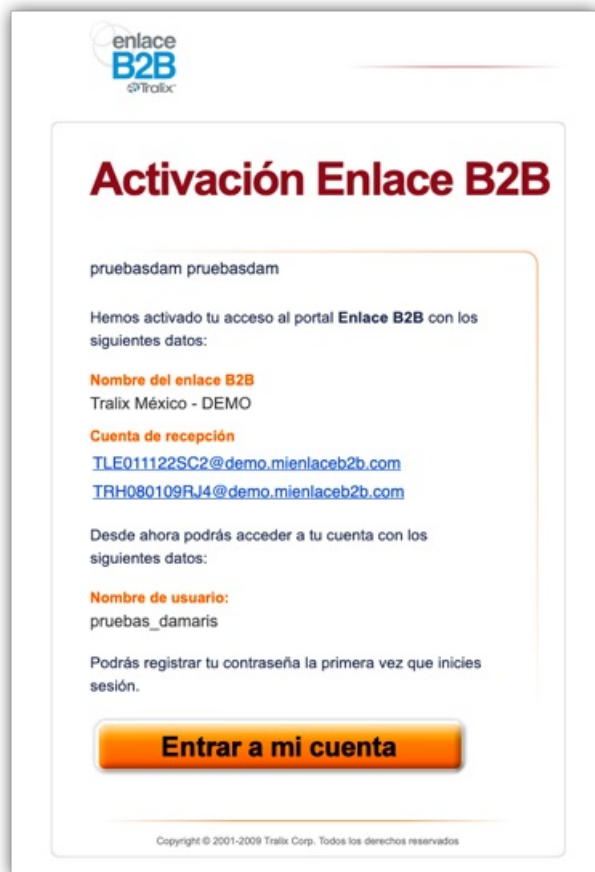 enlace
B2B
Tralix
Activación Enlace B2B
pruebasdam pruebasdam
Hemos activado tu acceso al portal Enlace B2B con los
siguientes datos:
Nombre del enlace B2B
Tralix México - DEMO
Cuenta de recepción
TLE011122SC2@demo.mienlaceb2b.com
TRH080109RJ4@demo.mienlaceb2b.com
Desde ahora podrás acceder a tu cuenta con los
siguientes datos:
Nombre de usuario:
pruebas_damaris
Podrás registrar tu contraseña la primera vez que inicies
sesión.
Entrar a mi cuenta
Copyright © 2001-2009 Tralix Corp. Todos los derechos reservados